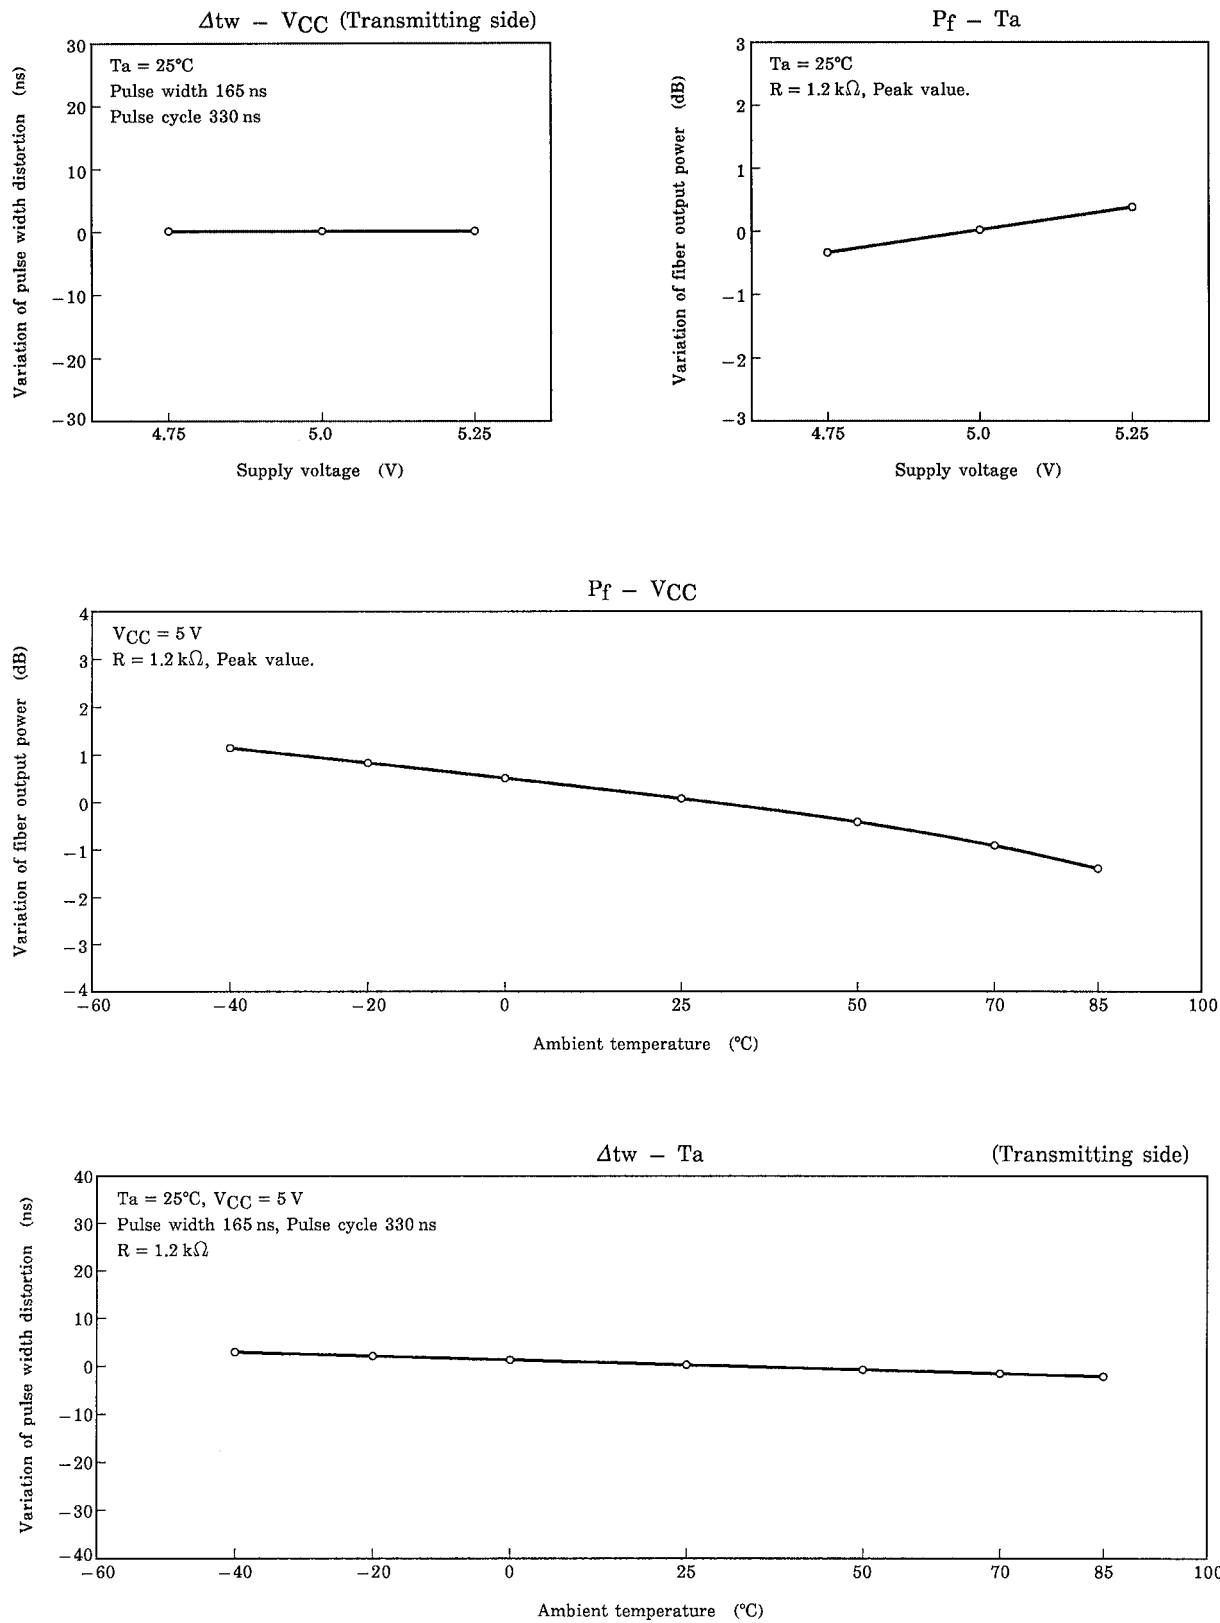 Δtw − VCC (Transmitting side)
30
20
10
0
−10
−20
−30
Variation of pulse width distortion (ns)
Ta = 25°C
Pulse width 165 ns
Pulse cycle 330 ns
4.75 5.0 5.25
Supply voltage (V)
Pf − Ta
3
2
1
0
−1
−2
−3
Variation of fiber output power (dB)
Ta = 25°C
R = 1.2 kΩ, Peak value.
4.75 5.0 5.25
Supply voltage (V)
Pf − VCC
4
3
2
1
0
−1
−2
−3
−4
Variation of fiber output power (dB)
VCC = 5 V
R = 1.2 kΩ, Peak value.
−60 −40 −20 0 25 50 70 85 100
Ambient temperature (°C)
Δtw − Ta (Transmitting side)
40
30
20
10
0
−10
−20
−30
−40
Variation of pulse width distortion (ns)
Ta = 25°C, VCC = 5 V
Pulse width 165 ns, Pulse cycle 330 ns
R = 1.2 kΩ
−60 −40 −20 0 25 50 70 85 100
Ambient temperature (°C)